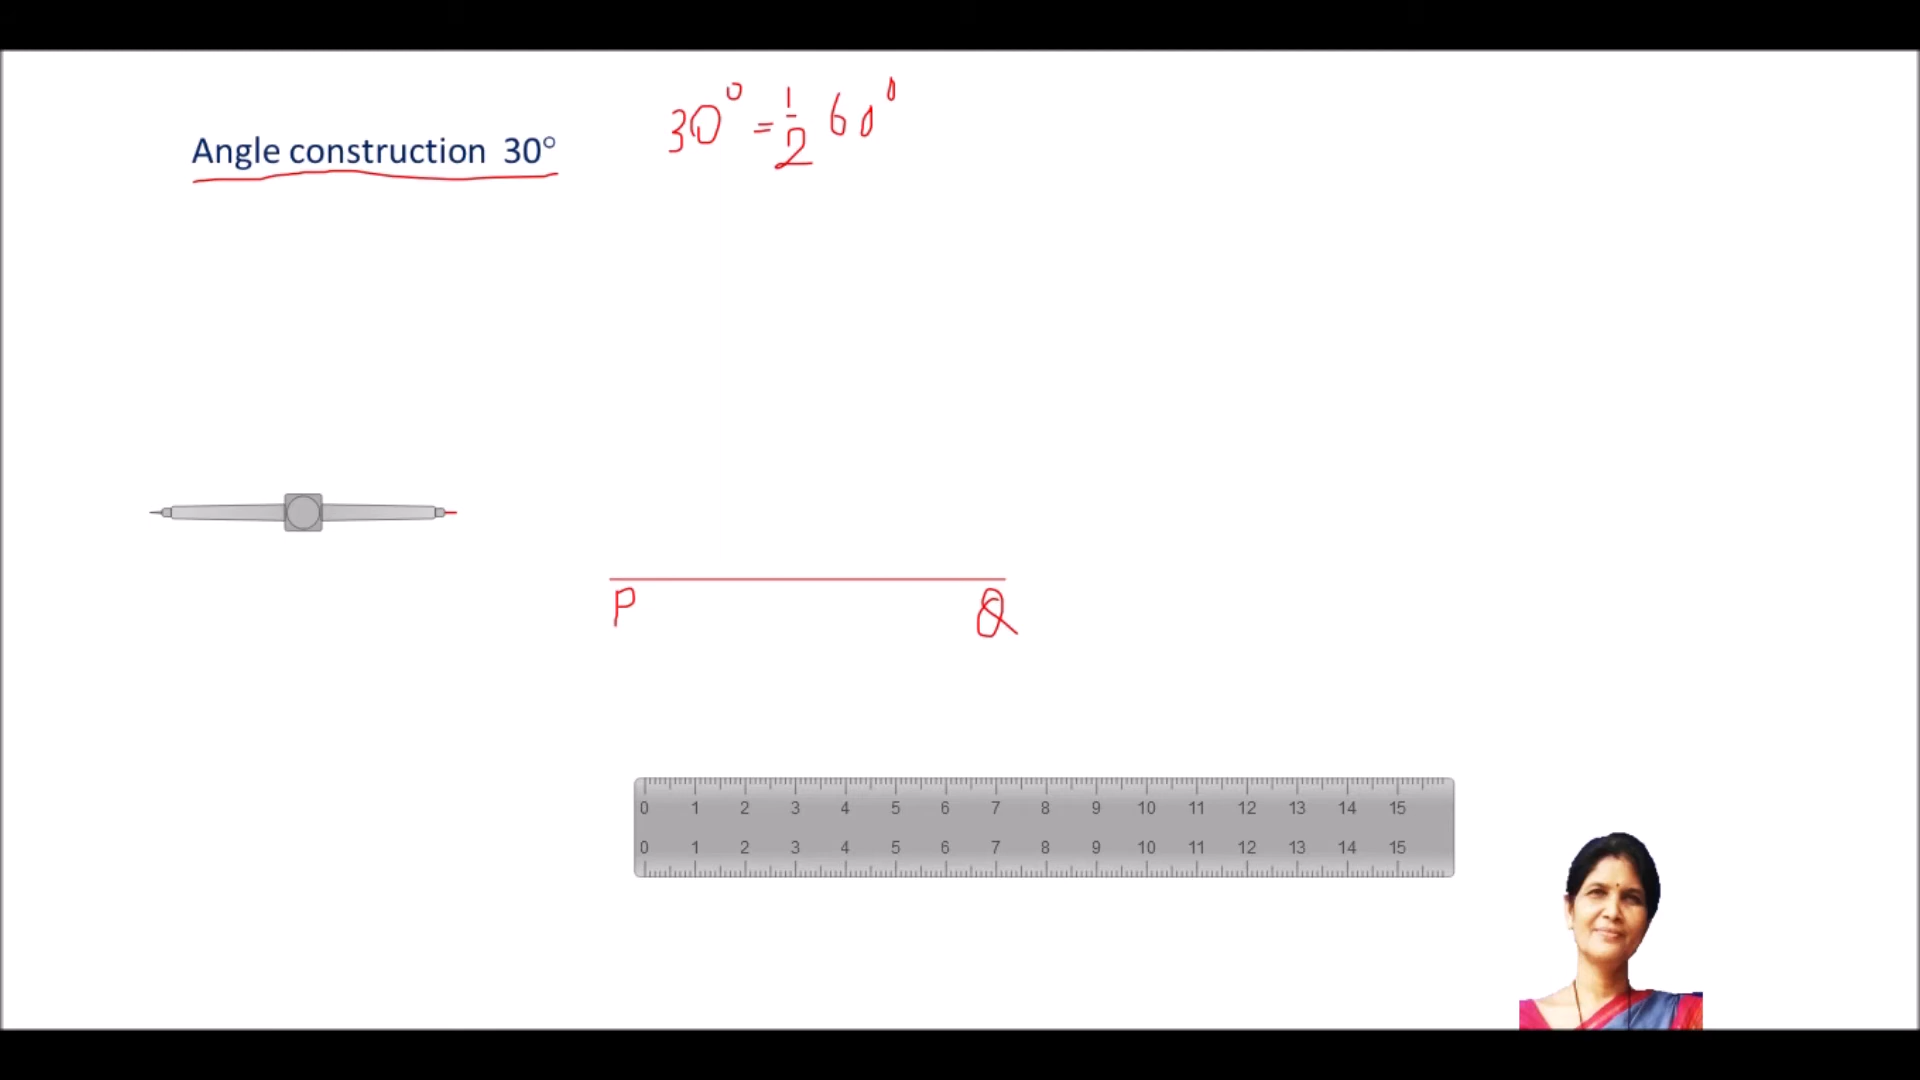 Angle construction 30° 30° = 1/2 60°
P Q
0 1 2 3 4 5 6 7 8 9 10 11 12 13 14 15
0 1 2 3 4 5 6 7 8 9 10 11 12 13 14 15